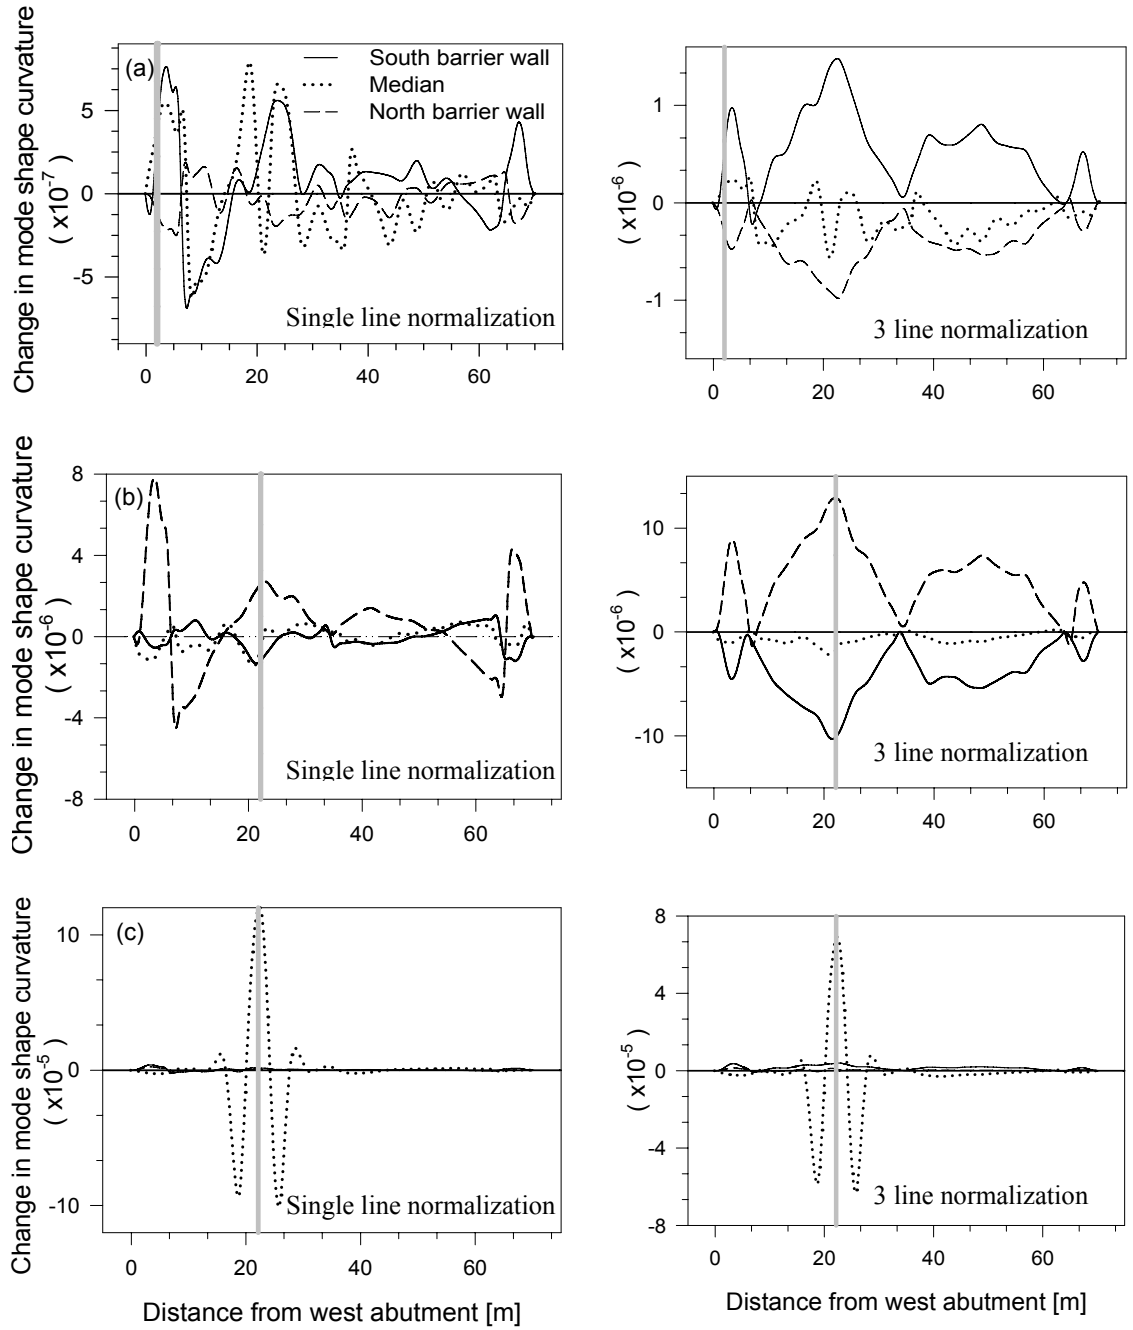 Change in mode shape curvature
( x10-7 )
(a)
South barrier wall
Median
North barrier wall
5
0
-5
Single line normalization
0
20
40
60
( x10-6 )
1
0
-1
3 line normalization
0
20
40
60
Change in mode shape curvature
( x10-6 )
(b)
8
4
0
-4
-8
Single line normalization
0
20
40
60
( x10-6 )
10
0
-10
3 line normalization
0
20
40
60
Change in mode shape curvature
( x10-5 )
(c)
10
0
-10
Single line normalization
0
20
40
60
Distance from west abutment [m]
( x10-5 )
8
4
0
-4
-8
3 line normalization
0
20
40
60
Distance from west abutment [m]